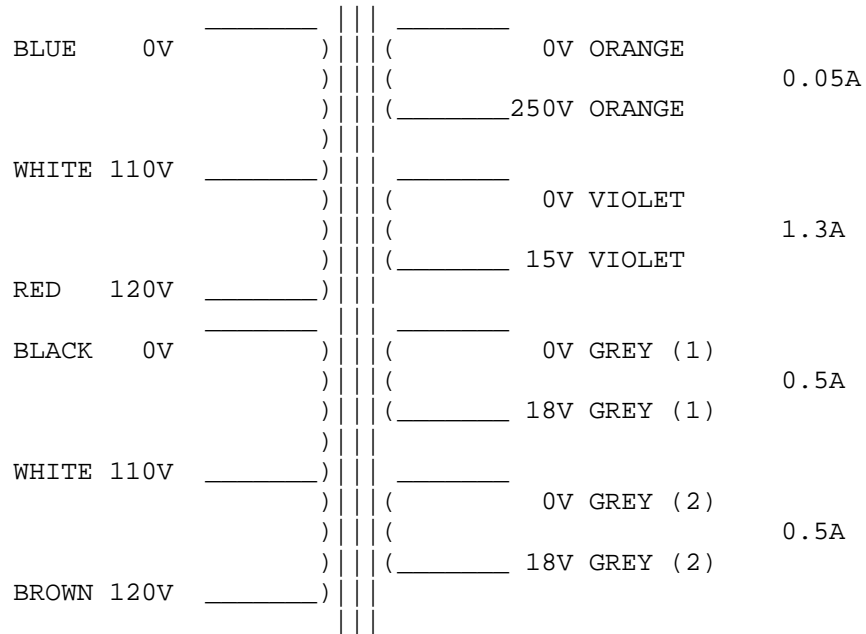 BLUE 0V 0V ORANGE
0.05A
250V ORANGE
WHITE 110V
0V VIOLET
1.3A
15V VIOLET
RED 120V
BLACK 0V 0V GREY (1)
0.5A
18V GREY (1)
WHITE 110V
0V GREY (2)
0.5A
18V GREY (2)
BROWN 120V